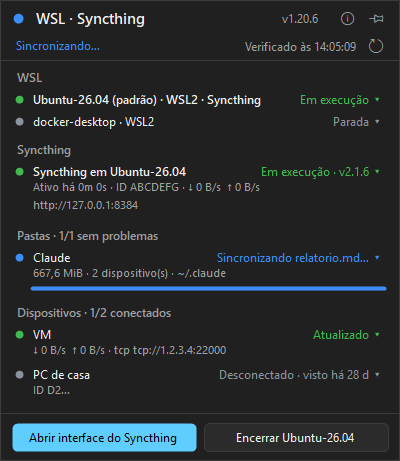 WSL · Syncthing v1.20.6
Sincronizando... Verificado às 14:05:09
WSL
Ubuntu-26.04 (padrão) · WSL2 · Syncthing Em execução
docker-desktop · WSL2 Parada
Syncthing
Syncthing em Ubuntu-26.04 Em execução · v2.1.6
Ativo há 0m 0s · ID ABCDEFG · ↓ 0 B/s ↑ 0 B/s
http://127.0.0.1:8384
Pastas · 1/1 sem problemas
Claude Sincronizando relatorio.md...
667,6 MiB · 2 dispositivo(s) · ~/.claude
Dispositivos · 1/2 conectados
VM Atualizado
↓ 0 B/s ↑ 0 B/s · tcp tcp://1.2.3.4:22000
PC de casa Desconectado · visto há 28 d
ID D2...
Abrir interface do Syncthing Encerrar Ubuntu-26.04